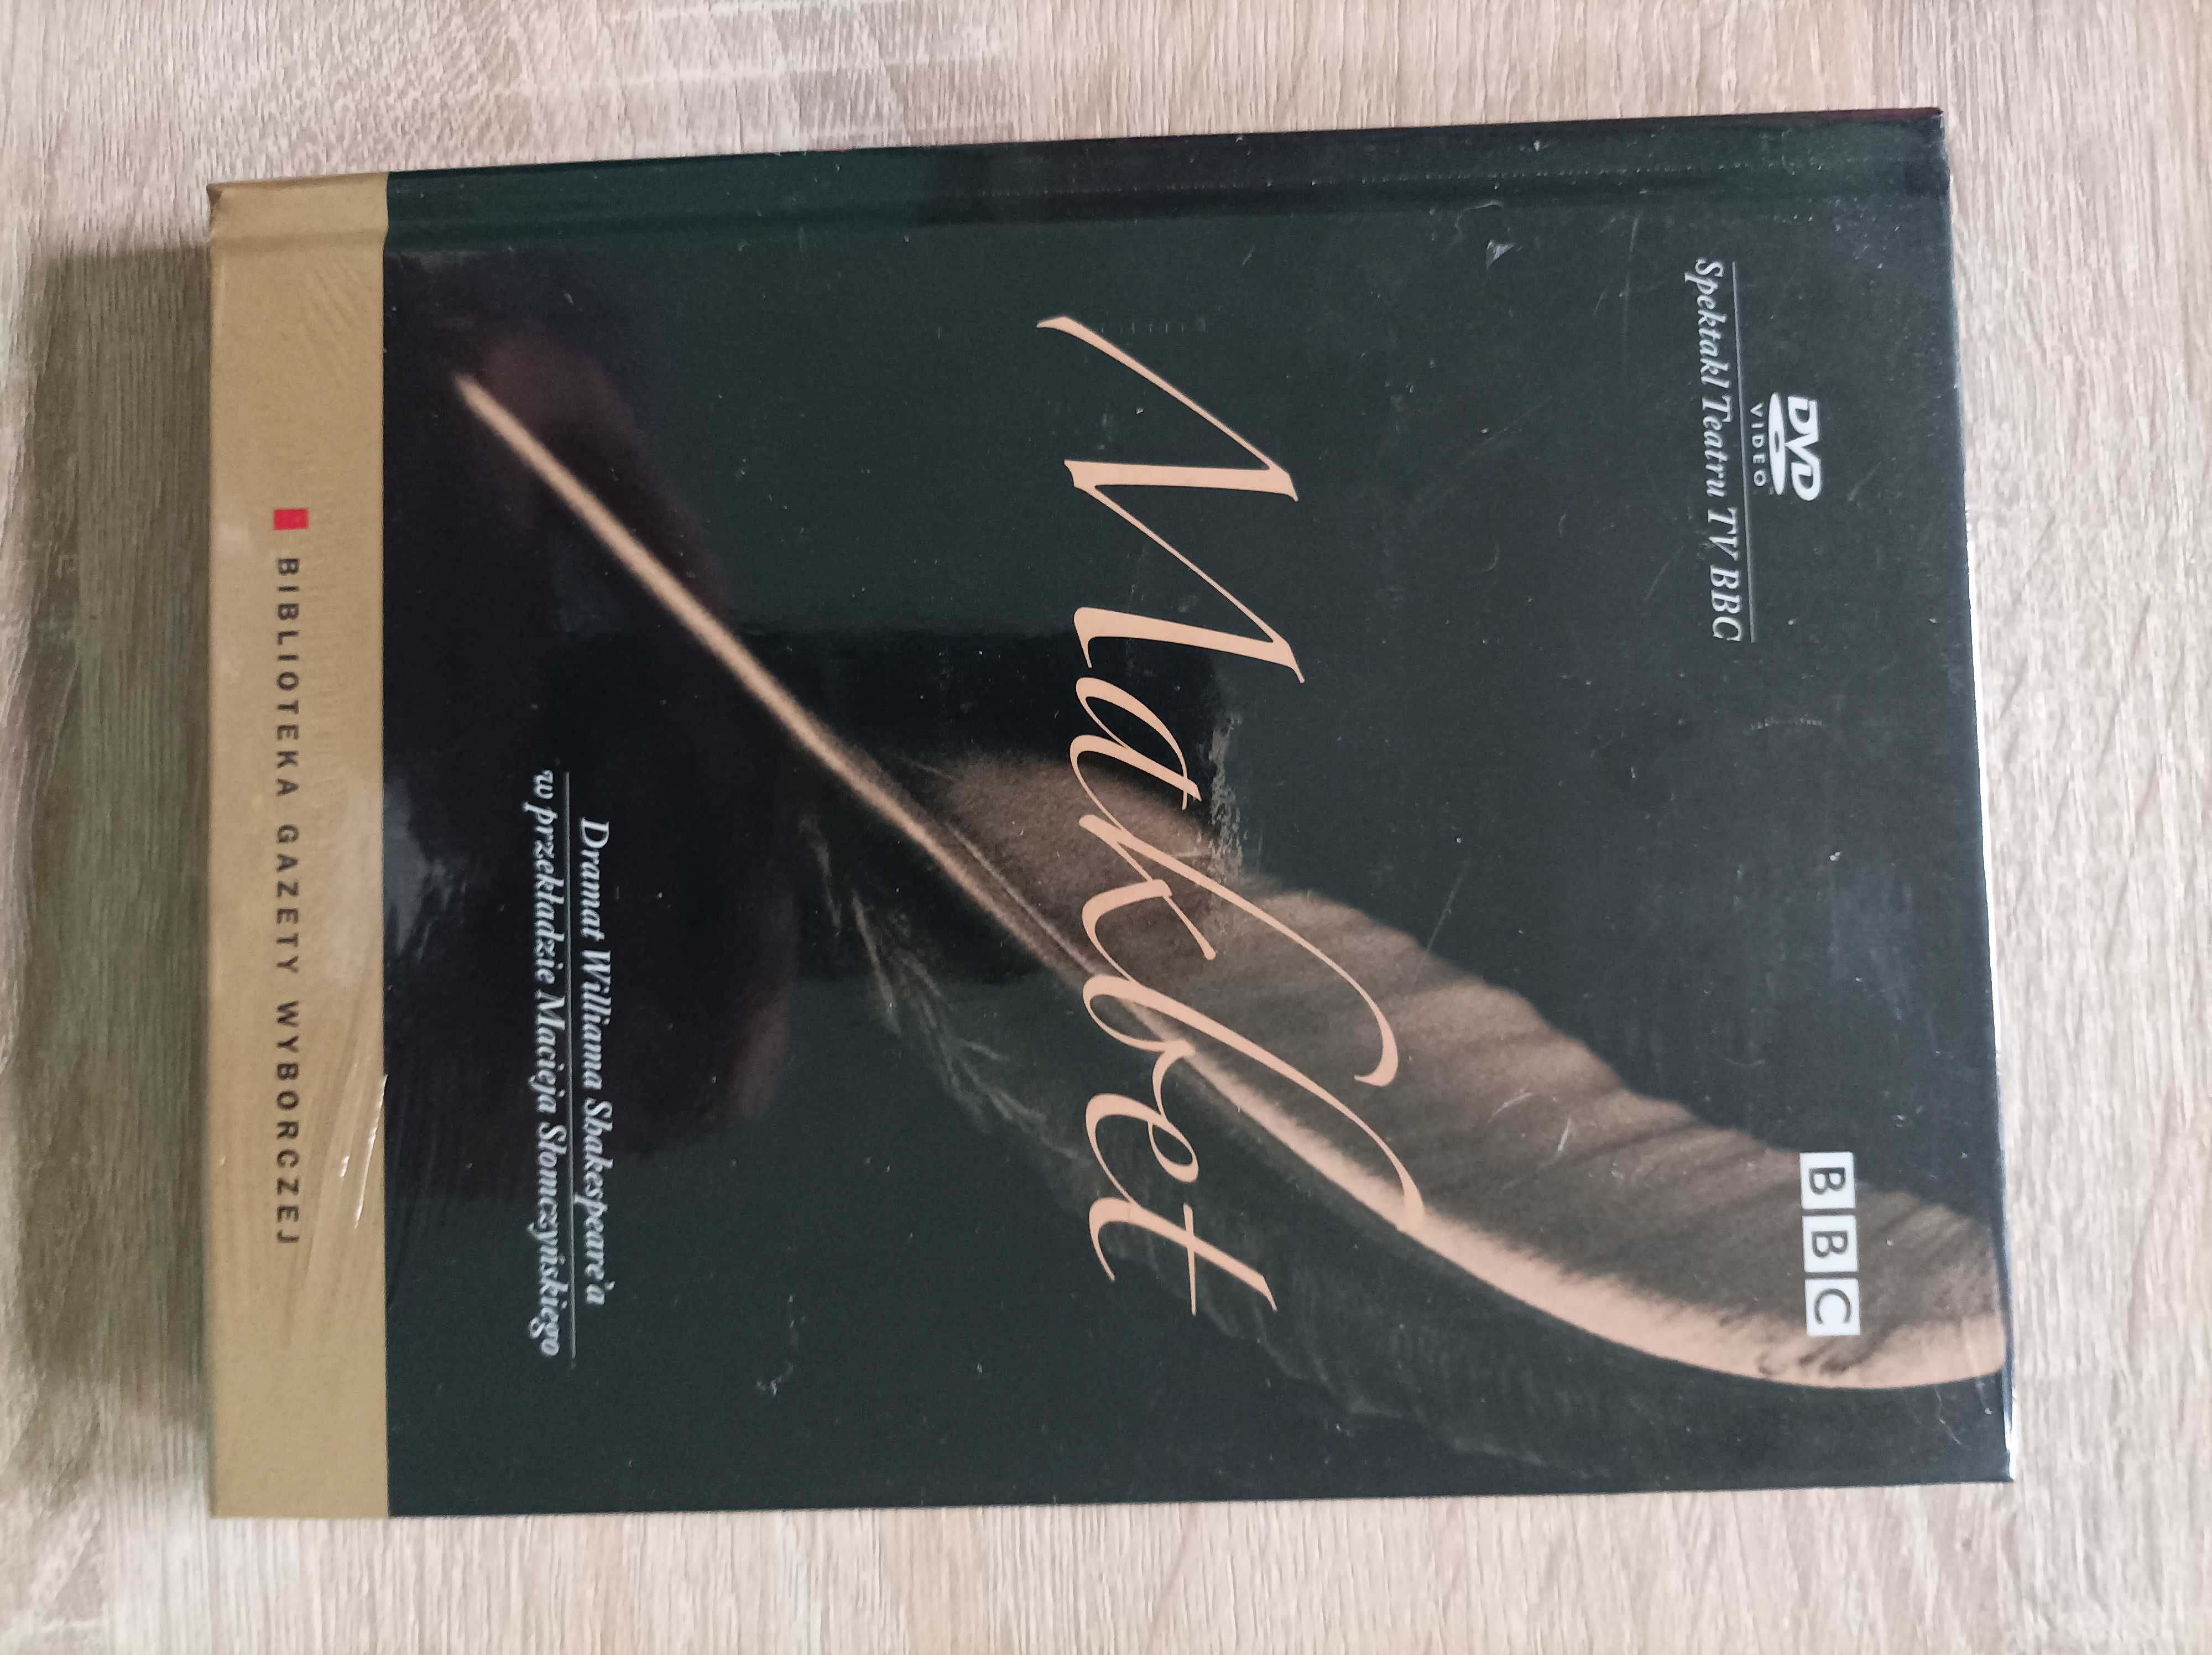 DVD
VIDEO
Spektakl Teatru TV BBC
BBC
Makbet
Dramat Williama Shakespeare'a
w przekładzie Macieja Słomczyńskiego
BIBLIOTEKA GAZETY WYBORCZEJ